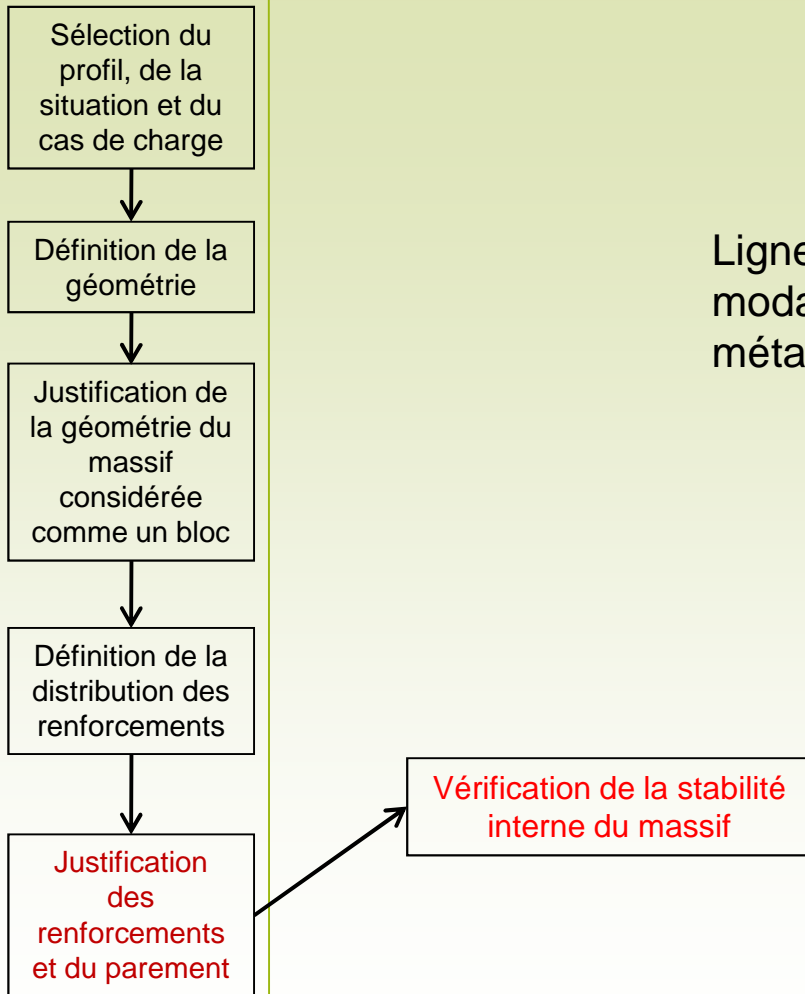 Sélection du
profil, de la
situation et du
cas de charge
Définition de la
géométrie
Justification de
la géométrie du
massif
considérée
comme un bloc
Définition de la
distribution des
renforcements
Justification
des
renforcements
et du parement
Vérification de la stabilité
interne du massif